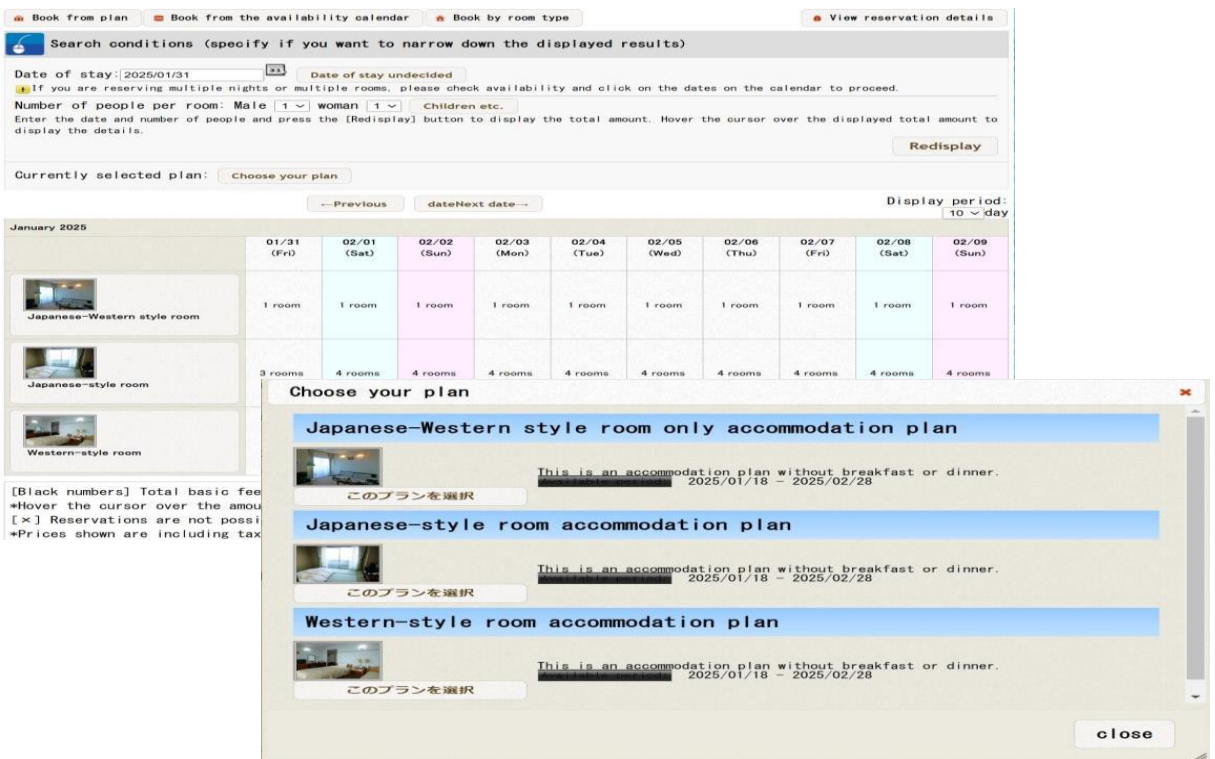 Book from plan
Book from the availability calendar
Book by room type
View reservation details
Search conditions (specify if you want to narrow down the displayed results)
Date of stay: 2025/01/31 Date of stay undecided
If you are reserving multiple nights or multiple rooms, please check availability and click on the dates on the calendar to proceed.
Number of people per room: Male 1 woman 1 Children etc.
Enter the date and number of people and press the [Redisplay] button to display the total amount. Hover the cursor over the displayed total amount to
display the details.
Redisplay
Currently selected plan: Choose your plan
←Previous dateNext date→
Display period:
10 day
January 2025
01/31 02/01 02/02 02/03 02/04 02/05 02/06 02/07 02/08 02/09
(Fri) (Sat) (Sun) (Mon) (Tue) (Wed) (Thu) (Fri) (Sat) (Sun)
1 room 1 room 1 room 1 room 1 room 1 room 1 room 1 room 1 room 1 room
Japanese-Western style room
3 rooms 4 rooms 4 rooms 4 rooms 4 rooms 4 rooms 4 rooms 4 rooms 4 rooms 4 rooms
Japanese-style room
Western-style room
[Black numbers] Total basic fee
*Hover the cursor over the amou
[×] Reservations are not possi
*Prices shown are including tax
Choose your plan
Japanese-Western style room only accommodation plan
This is an accommodation plan without breakfast or dinner.
2025/01/18 - 2025/02/28
このプランを選択
Japanese-style room accommodation plan
This is an accommodation plan without breakfast or dinner.
2025/01/18 - 2025/02/28
このプランを選択
Western-style room accommodation plan
This is an accommodation plan without breakfast or dinner.
2025/01/18 - 2025/02/28
このプランを選択
close